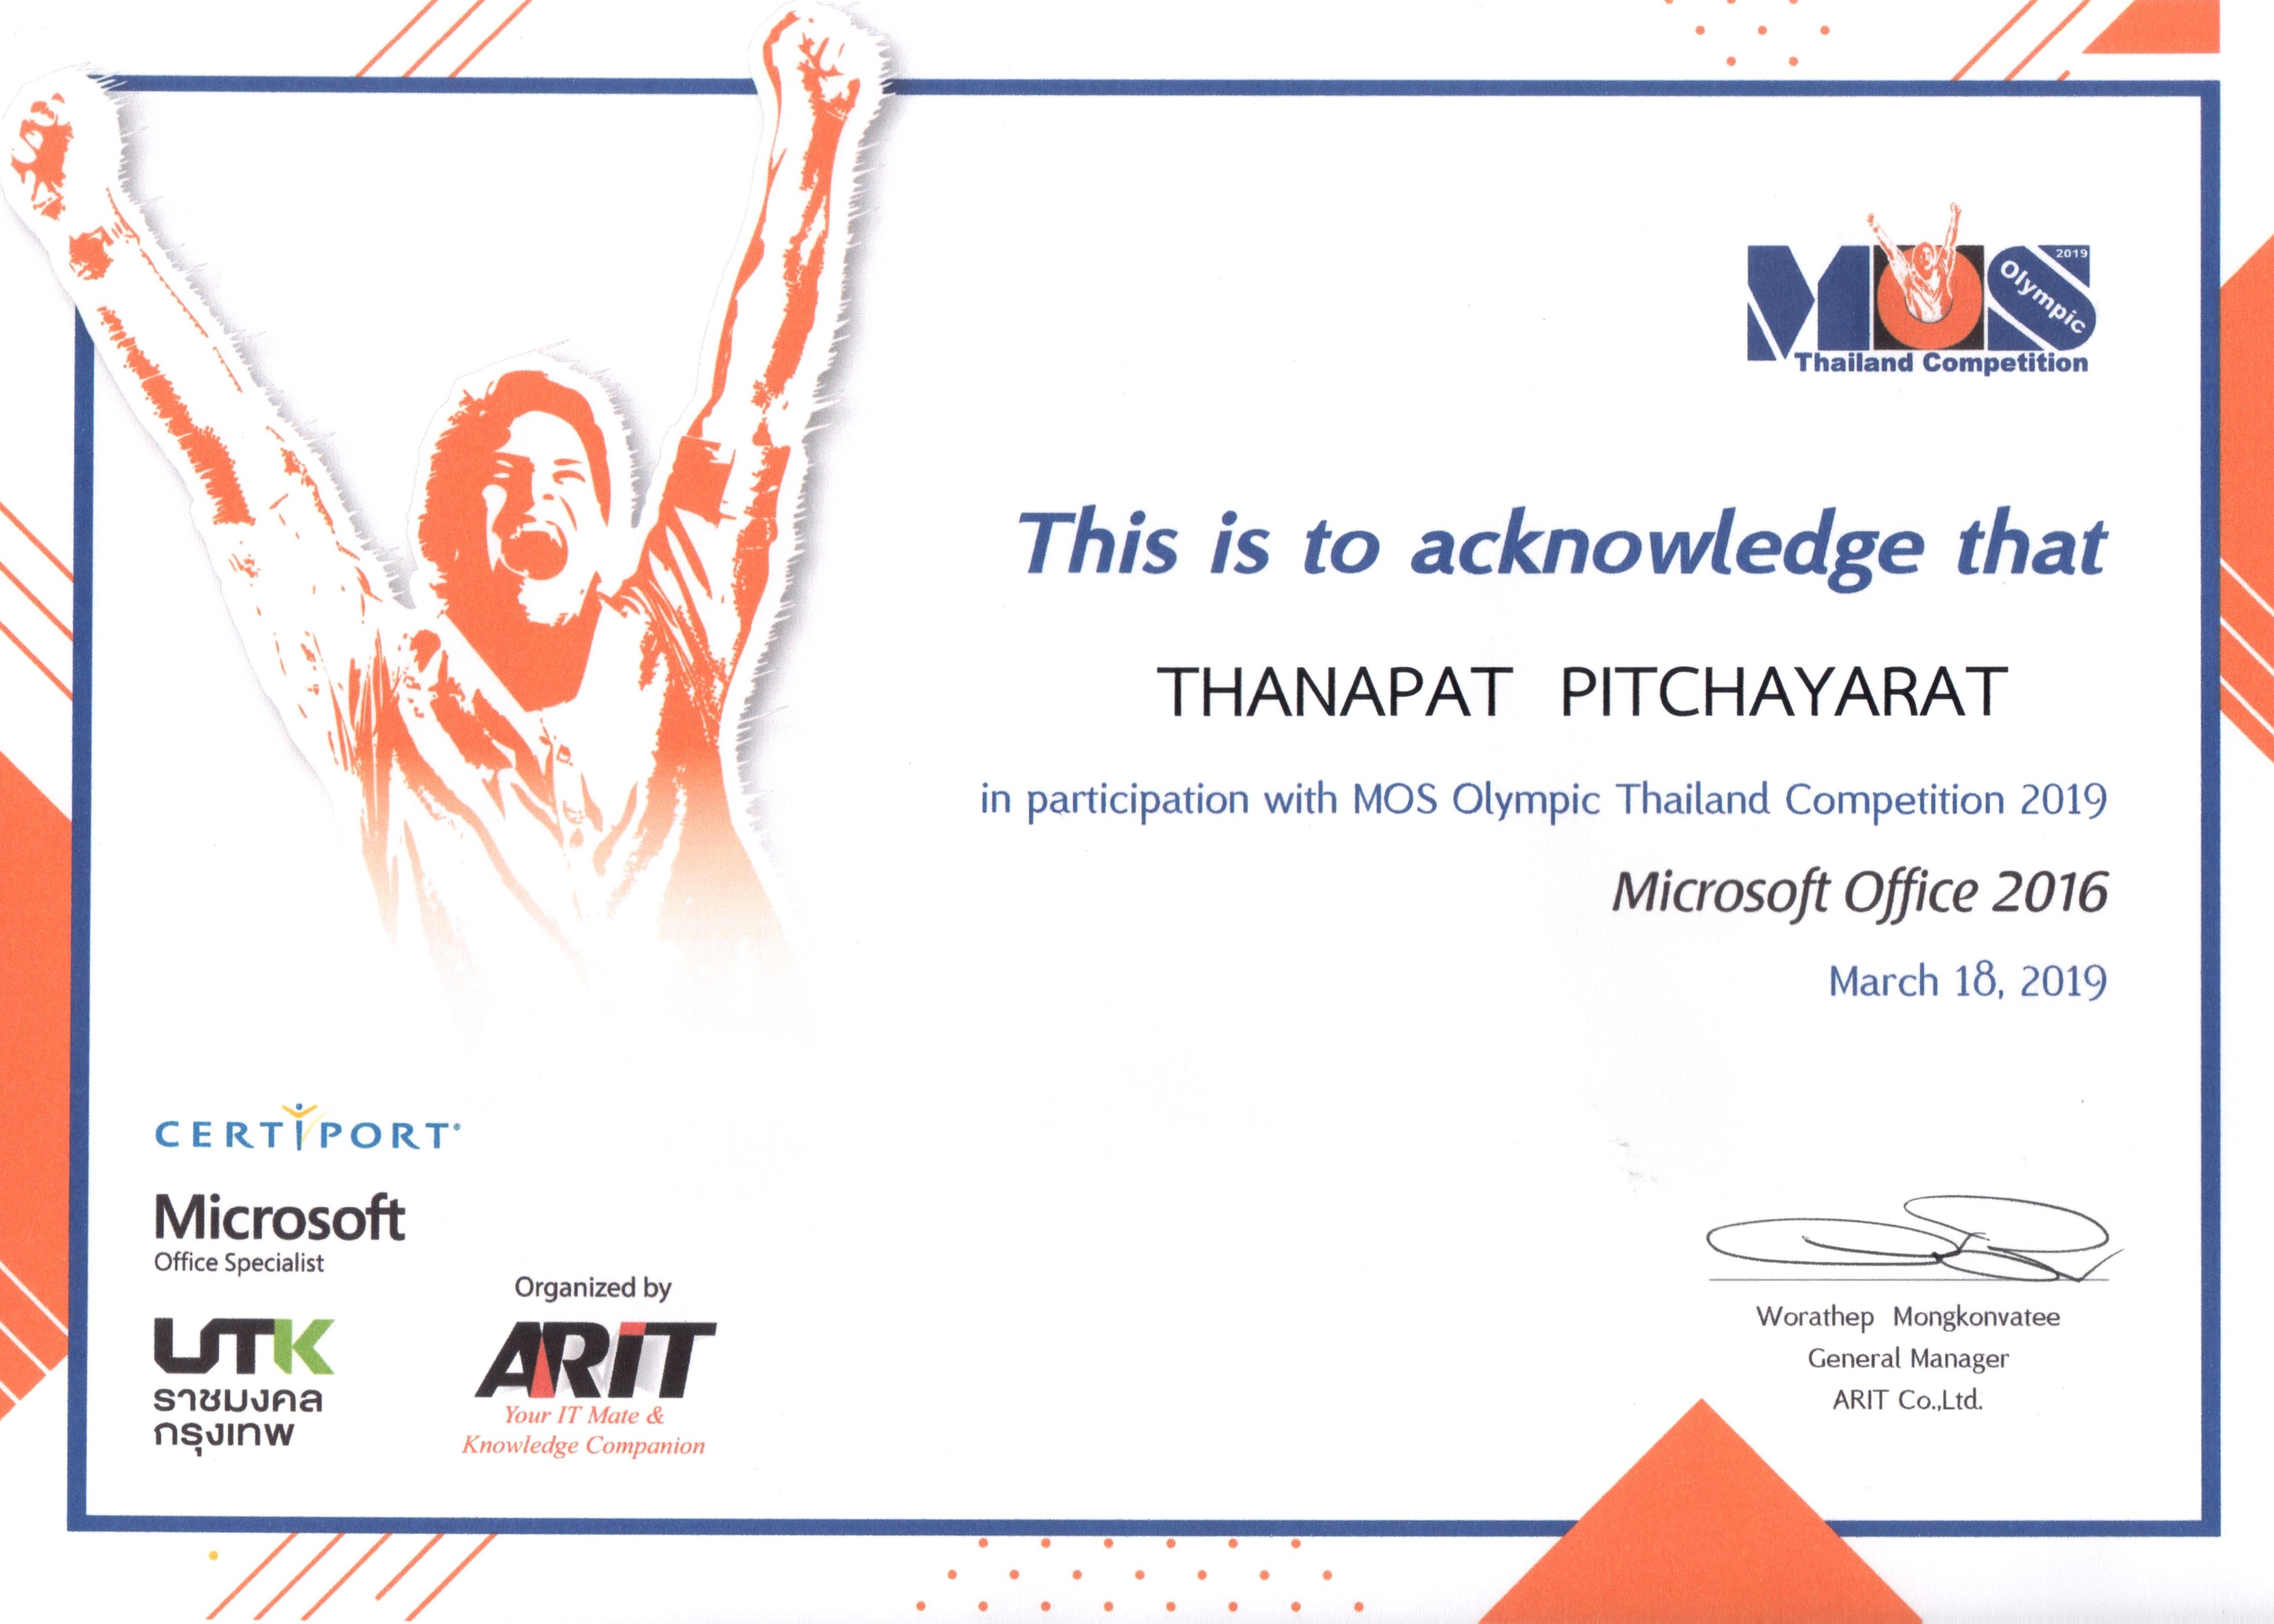 2019
MOS
Olympic
Thailand Competition
This is to acknowledge that
THANAPAT PITCHAYARAT
in participation with MOS Olympic Thailand Competition 2019
Microsoft Office 2016
March 18, 2019
CERTIPORT®
Microsoft
Office Specialist
UTK
ราชมงคล
กรุงเทพ
Organized by
ARiT
Your IT Mate &
Knowledge Companion
Worathep Mongkonvatee
General Manager
ARIT Co.,Ltd.